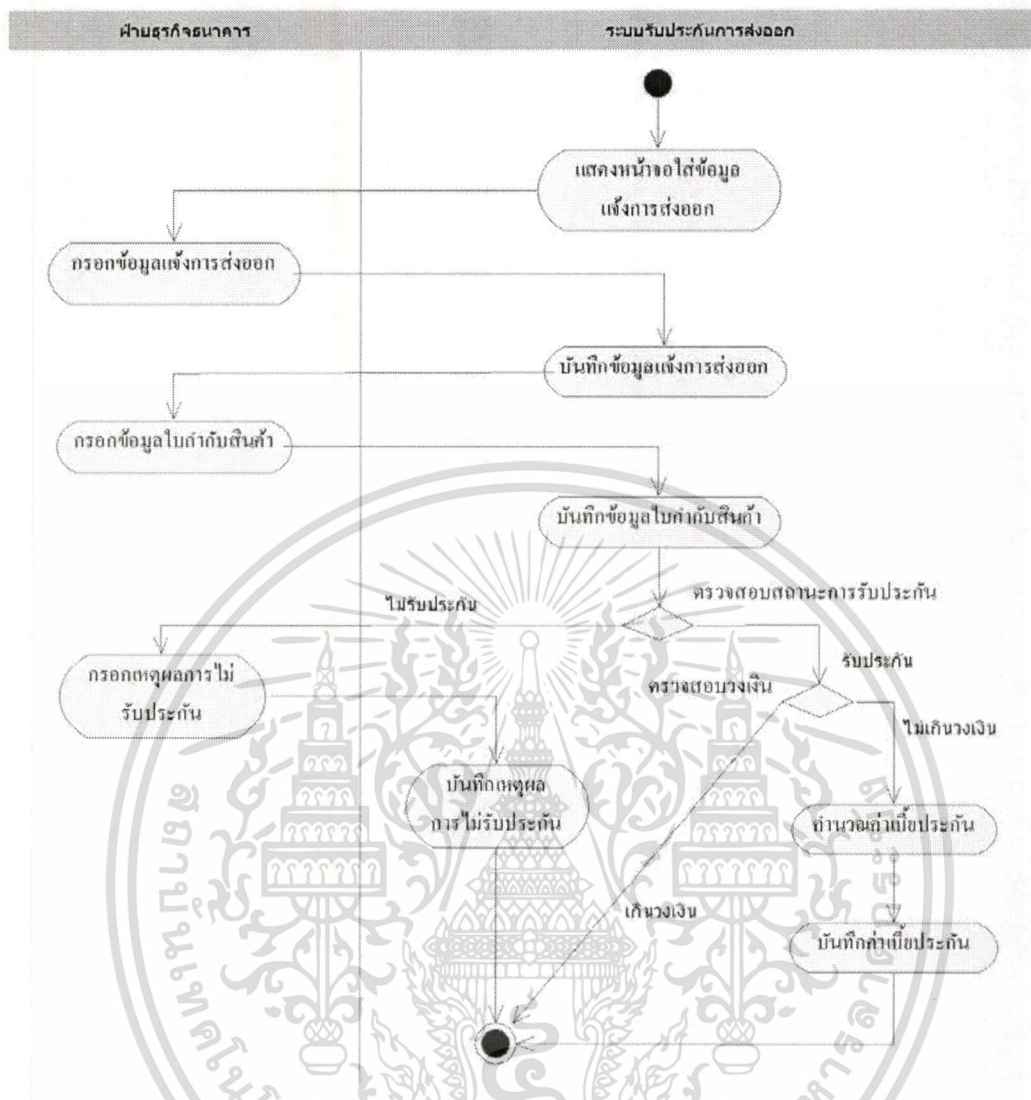 ฝ่ายธุรกิจธนาคาร
ระบบรับประกันการส่งออก
แสดงหน้าจอใส่ข้อมูล
แจ้งการส่งออก
กรอกข้อมูลแจ้งการส่งออก
บันทึกข้อมูลแจ้งการส่งออก
กรอกข้อมูลใบกำกับสินค้า
บันทึกข้อมูลใบกำกับสินค้า
ตรวจสอบสถานะการรับประกัน
ไม่รับประกัน
รับประกัน
กรอกเหตุผลการไม่
รับประกัน
ตรวจสอบวงเงิน
ไม่เกินวงเงิน
บันทึกเหตุผล
การไม่รับประกัน
คำนวณค่าเบี้ยประกัน
เกินวงเงิน
บันทึกค่าเบี้ยประกัน